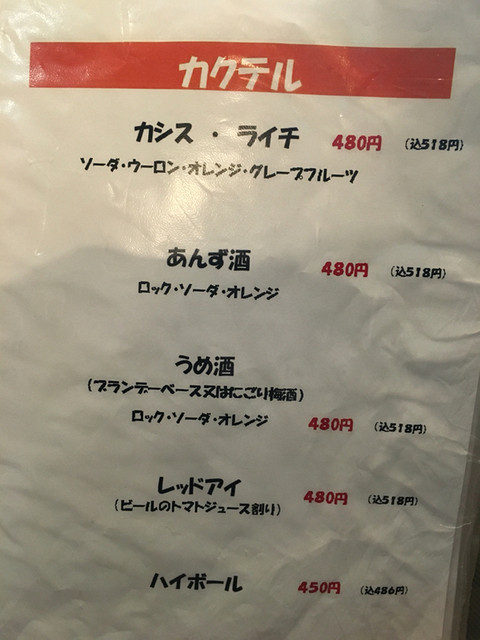 カクテル
カシス・ライチ 480円 (込518円)
ソーダ・ウーロン・オレンジ・グレープフルーツ
あんず酒 480円 (込518円)
ロック・ソーダ・オレンジ
うめ酒
(ブランデーベース又はにごり梅酒)
ロック・ソーダ・オレンジ 480円 (込518円)
レッドアイ 480円 (込518円)
(ビールのトマトジュース割り)
ハイボール 450円 (込486円)